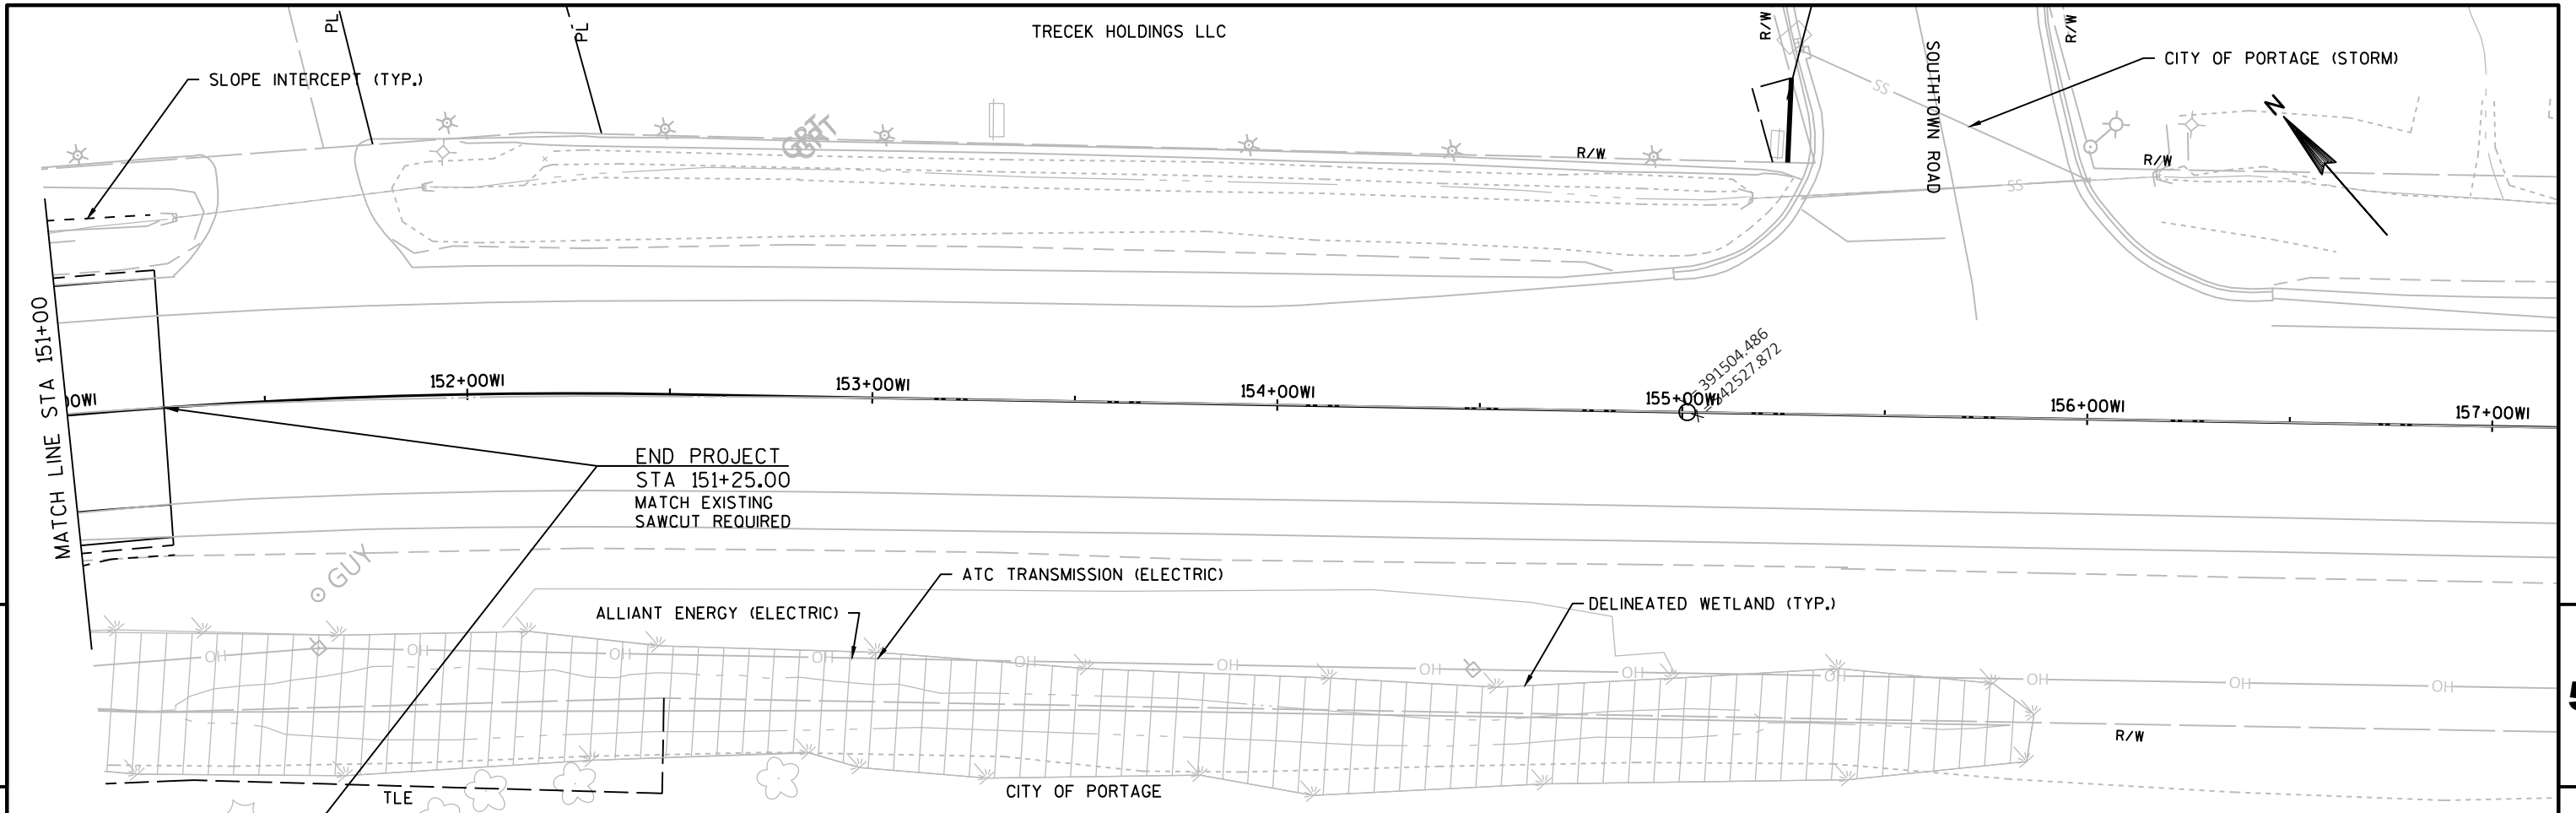 PL
PL
TRECEK HOLDINGS LLC
R/W
R/W
SOUTHTOWN ROAD
CITY OF PORTAGE (STORM)
SLOPE INTERCEPT (TYP.)
SS
N
R/W
R/W
SS
MATCH LINE STA 151+00
00WI
152+00WI
153+00WI
154+00WI
155+00WI
156+00WI
157+00WI
END PROJECT
STA 151+25.00
MATCH EXISTING
SAWCUT REQUIRED
GUY
ATC TRANSMISSION (ELECTRIC)
ALLIANT ENERGY (ELECTRIC)
DELINEATED WETLAND (TYP.)
OH
OH
OH
OH
OH
OH
OH
OH
OH
OH
OH
OH
R/W
TLE
CITY OF PORTAGE